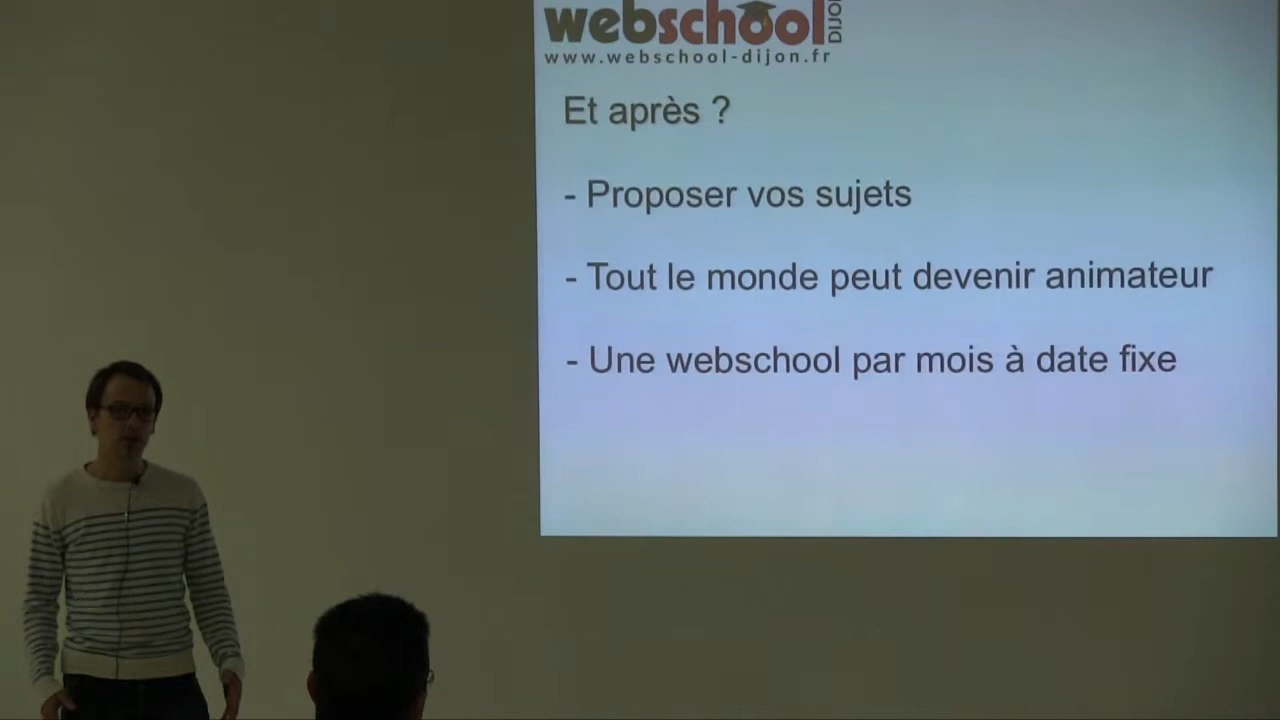 webschool DIJON
www.webschool-dijon.fr
Et après ?
- Proposer vos sujets
- Tout le monde peut devenir animateur
- Une webschool par mois à date fixe